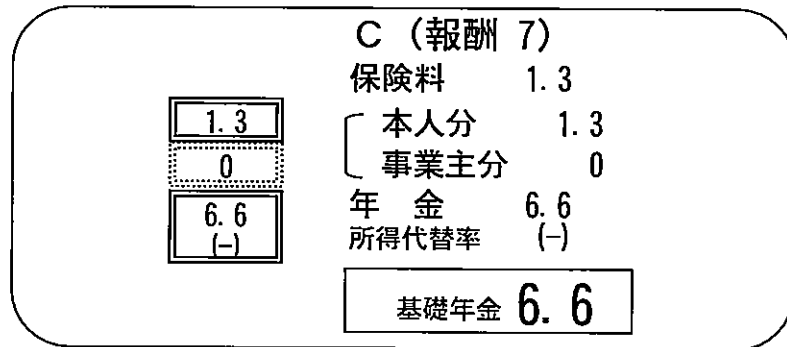 C （報酬 7）
保険料 1.3
1.3
本人分 1.3
0
事業主分 0
6.6
(−)
年 金 6.6
所得代替率 (−)
基礎年金 6.6